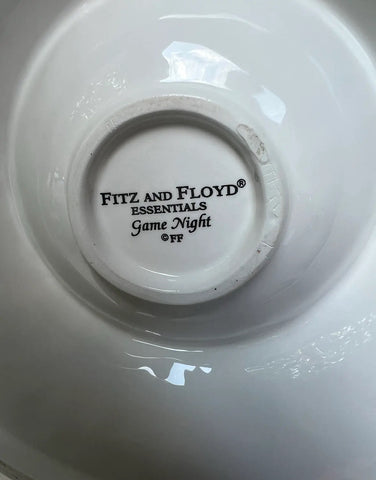 FITZ AND FLOYD®
ESSENTIALS
Game Night
©FF